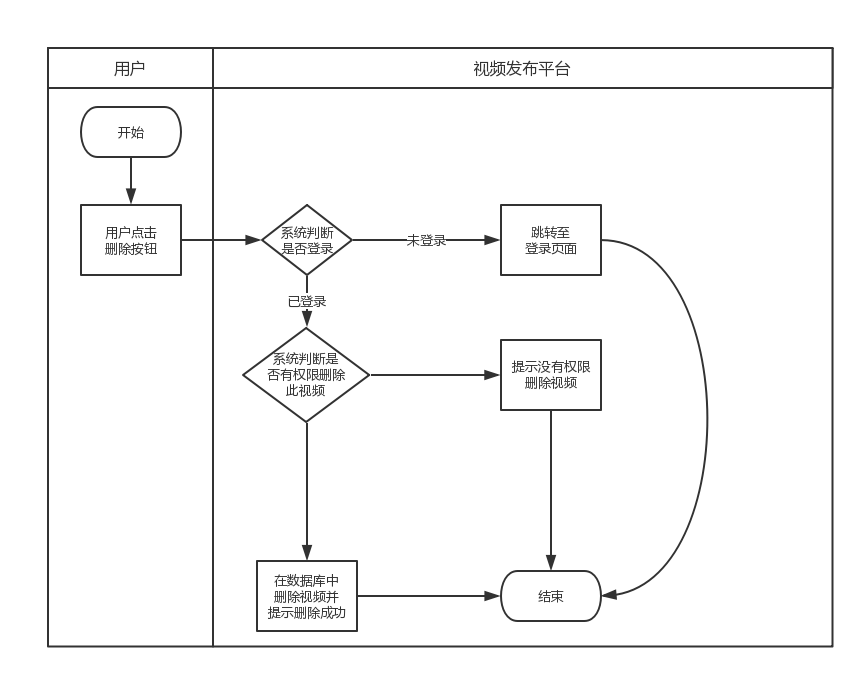 用户
视频发布平台
开始
用户点击
删除按钮
系统判断
是否登录
未登录
跳转至
登录页面
已登录
系统判断是
否有权限删除
此视频
提示没有权限
删除视频
在数据库中
删除视频并
提示删除成功
结束